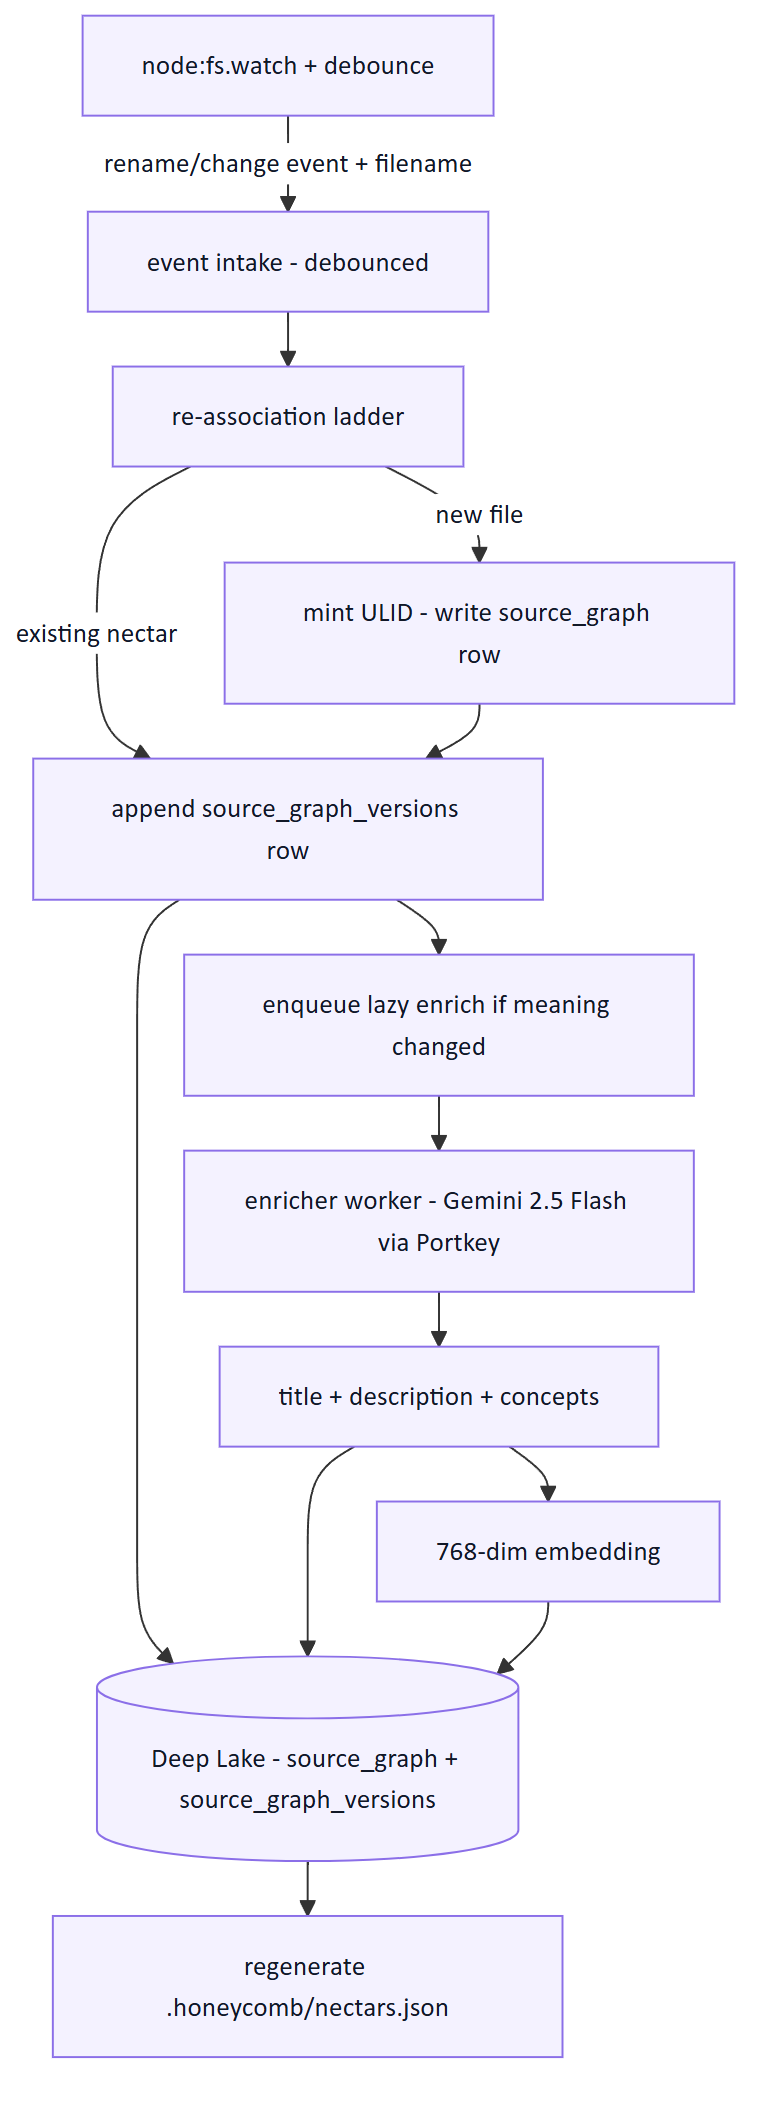 node:fs.watch + debounce
rename/change event + filename
event intake - debounced
re-association ladder
new file
existing nectar
mint ULID - write source_graph
row
append source_graph_versions
row
enqueue lazy enrich if meaning
changed
enricher worker - Gemini 2.5 Flash
via Portkey
title + description + concepts
768-dim embedding
Deep Lake - source_graph +
source_graph_versions
regenerate
.honeycomb/nectars.json